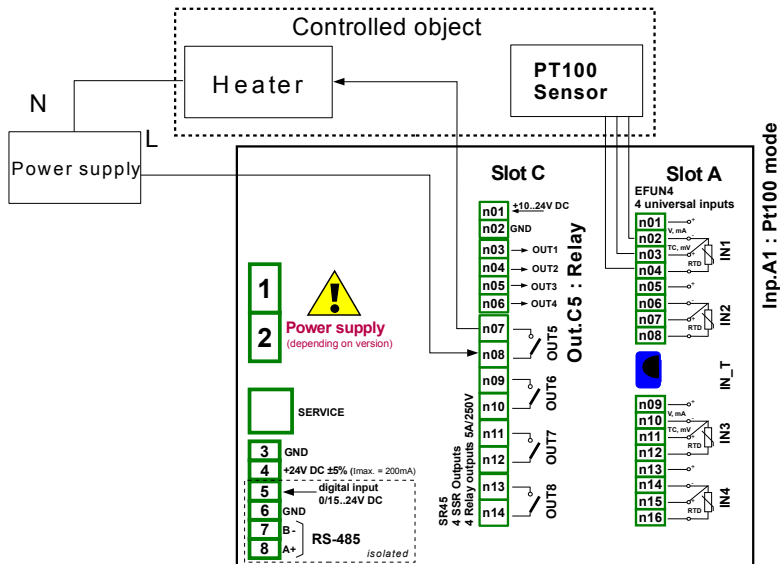 Controlled object
Heater
PT100
Sensor
N
L
Power supply
Slot C
Slot A
EFUN4
4 universal inputs
n01
+10..24V DC
n02
GND
n03
OUT1
n04
OUT2
n05
OUT3
n06
OUT4
n07
n08
OUT5
n09
n10
OUT6
n11
n12
OUT7
n13
n14
OUT8
SR45
4 SSR Outputs
4 Relay outputs 5A/250V
Out.C5 : Relay
n01
+
V, mA
n02
-
TC, mV
n03
+
RTD
n04
IN1
n05
+
n06
-
n07
+
RTD
n08
IN2
IN_T
n09
+
V, mA
n10
-
TC, mV
n11
+
RTD
n12
IN3
n13
+
n14
-
n15
+
RTD
n16
IN4
Inp.A1 : Pt100 mode
1
2
!
Power supply
(depending on version)
SERVICE
3 GND
4 +24V DC ±5% (Imax. = 200mA)
5 digital input
0/15..24V DC
6 GND
7 B-
8 A+
RS-485
isolated